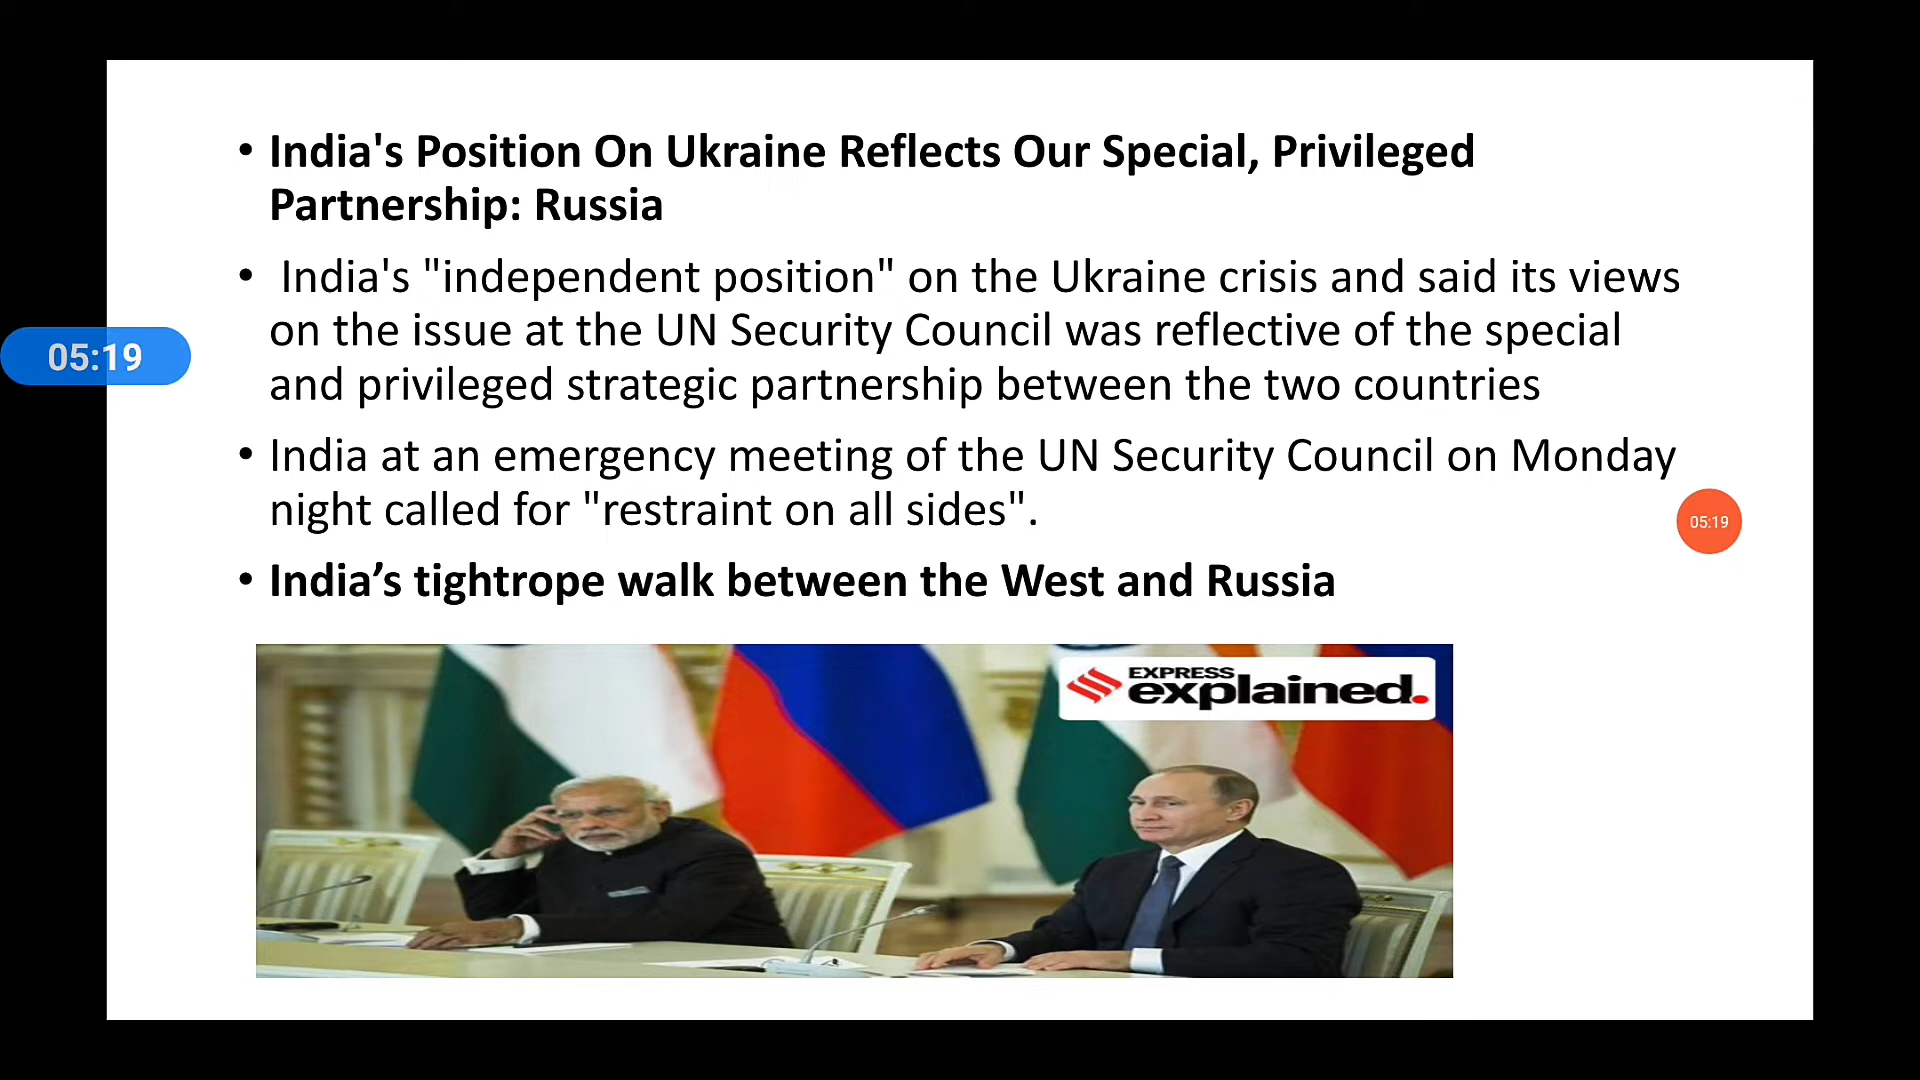 • India's Position On Ukraine Reflects Our Special, Privileged
Partnership: Russia
• India's "independent position" on the Ukraine crisis and said its views
on the issue at the UN Security Council was reflective of the special
and privileged strategic partnership between the two countries
05:19
• India at an emergency meeting of the UN Security Council on Monday
night called for "restraint on all sides".
05:19
• India’s tightrope walk between the West and Russia
EXPRESS
explained.